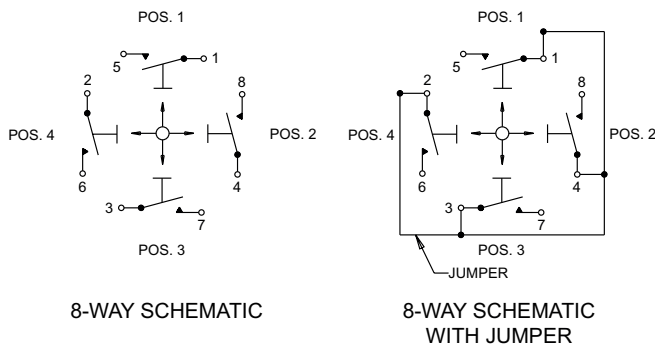 POS. 1
5
1
2
8
POS. 4
POS. 2
6
4
3
7
POS. 3
8-WAY SCHEMATIC
POS. 1
5
1
2
8
POS. 4
POS. 2
6
4
3
7
POS. 3
JUMPER
8-WAY SCHEMATIC
WITH JUMPER